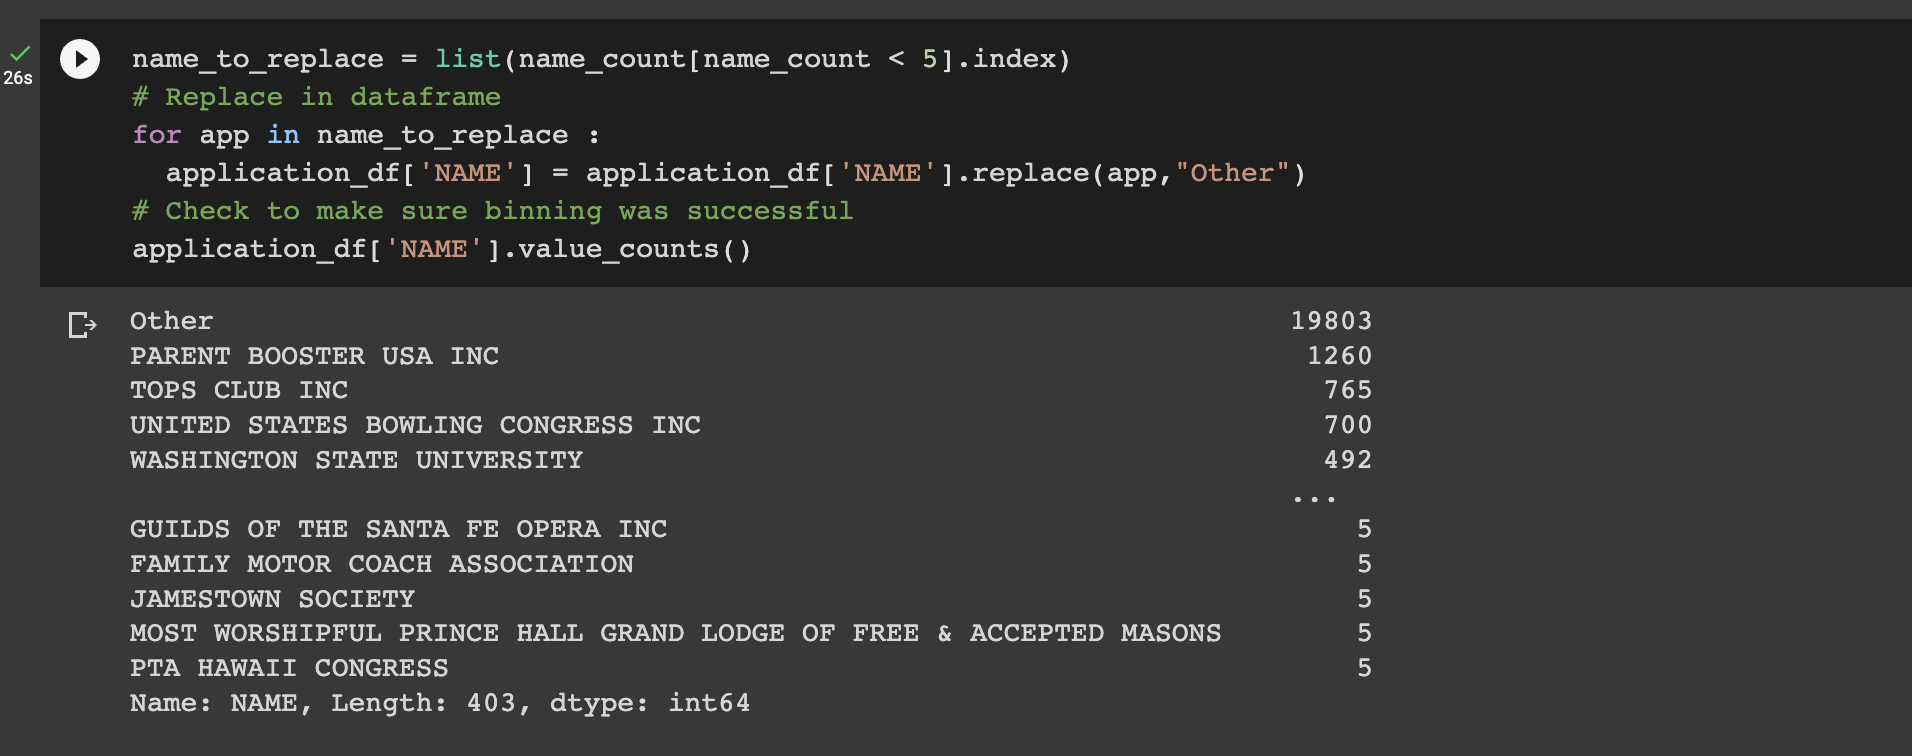 26s
name_to_replace = list(name_count[name_count < 5].index)
# Replace in dataframe
for app in name_to_replace :
  application_df['NAME'] = application_df['NAME'].replace(app,"Other")
# Check to make sure binning was successful
application_df['NAME'].value_counts()
Other 19803
PARENT BOOSTER USA INC 1260
TOPS CLUB INC 765
UNITED STATES BOWLING CONGRESS INC 700
WASHINGTON STATE UNIVERSITY 492
...
GUILDS OF THE SANTA FE OPERA INC 5
FAMILY MOTOR COACH ASSOCIATION 5
JAMESTOWN SOCIETY 5
MOST WORSHIPFUL PRINCE HALL GRAND LODGE OF FREE & ACCEPTED MASONS 5
PTA HAWAII CONGRESS 5
Name: NAME, Length: 403, dtype: int64